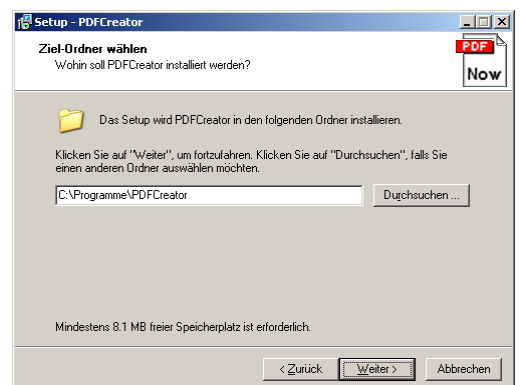 Setup - PDFCreator
Ziel-Ordner wählen
Wohin soll PDFCreator installiert werden?
PDF
Now
Das Setup wird PDFCreator in den folgenden Ordner installieren.
Klicken Sie auf "Weiter", um fortzufahren. Klicken Sie auf "Durchsuchen", falls Sie
einen anderen Ordner auswählen möchten.
C:\Programme\PDFCreator
Durchsuchen ...
Mindestens 8.1 MB freier Speicherplatz ist erforderlich.
< Zurück
Weiter >
Abbrechen